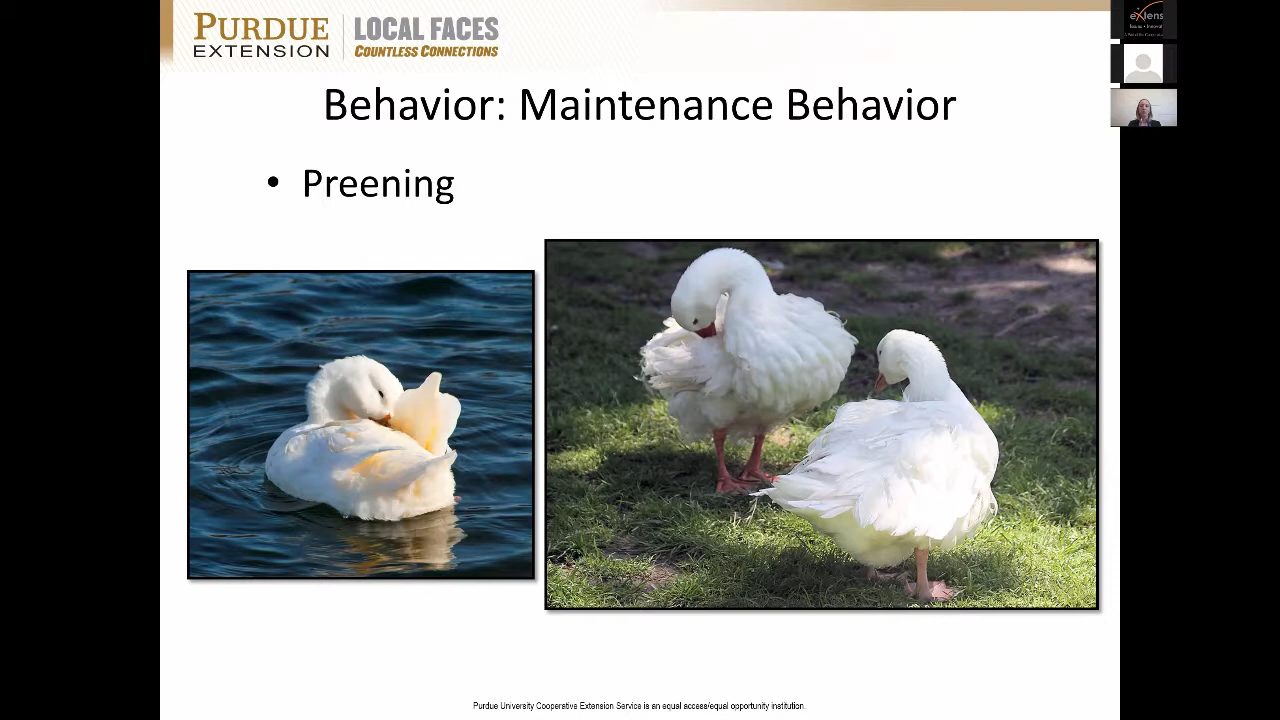 PURDUE
EXTENSION
LOCAL FACES
COUNTLESS CONNECTIONS
Behavior: Maintenance Behavior
• Preening
Purdue University Cooperative Extension Service is an equal access/equal opportunity institution.